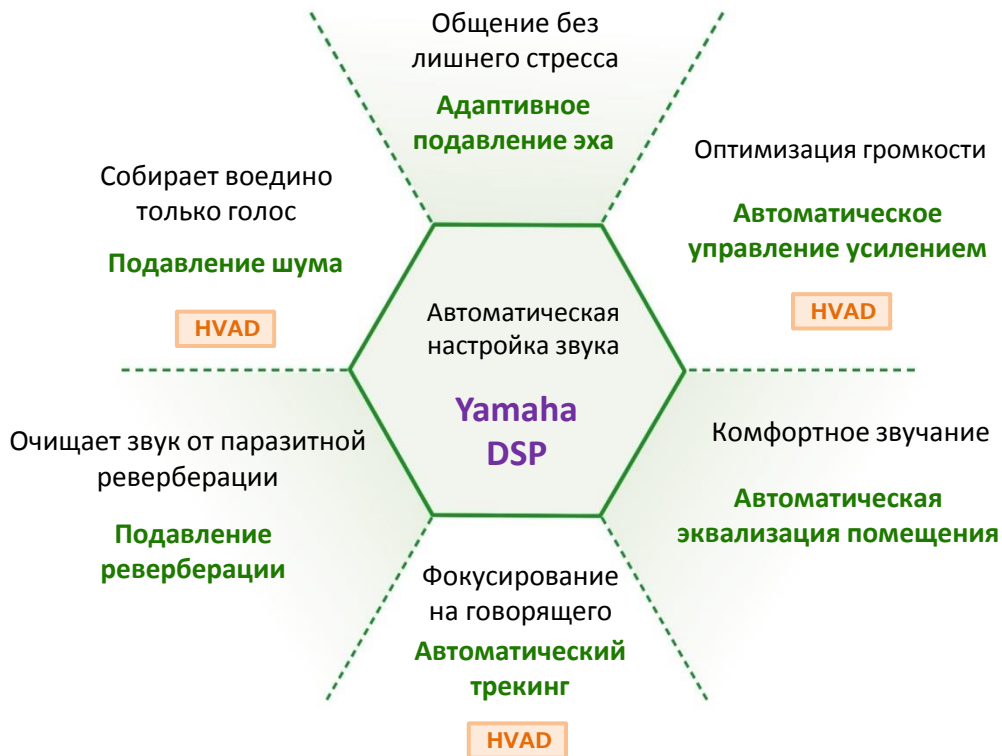 Общение без
лишнего стресса
Адаптивное
подавление эха
Оптимизация громкости
Автоматическое
управление усилением
HVAD
Собирает воедино
только голос
Подавление шума
HVAD
Автоматическая
настройка звука
Yamaha
DSP
Очищает звук от паразитной
реверберации
Подавление
реверберации
Комфортное звучание
Автоматическая
эквализация помещения
Фокусирование
на говорящего
Автоматический
трекинг
HVAD